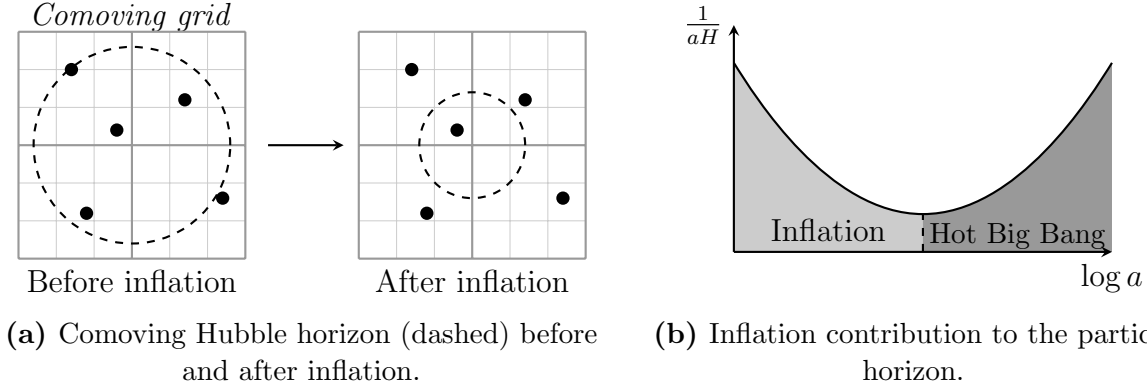 Comoving grid
Before inflation
After inflation
(a) Comoving Hubble horizon (dashed) before
and after inflation.
1/aH
Inflation
Hot Big Bang
log a
(b) Inflation contribution to the partic
horizon.